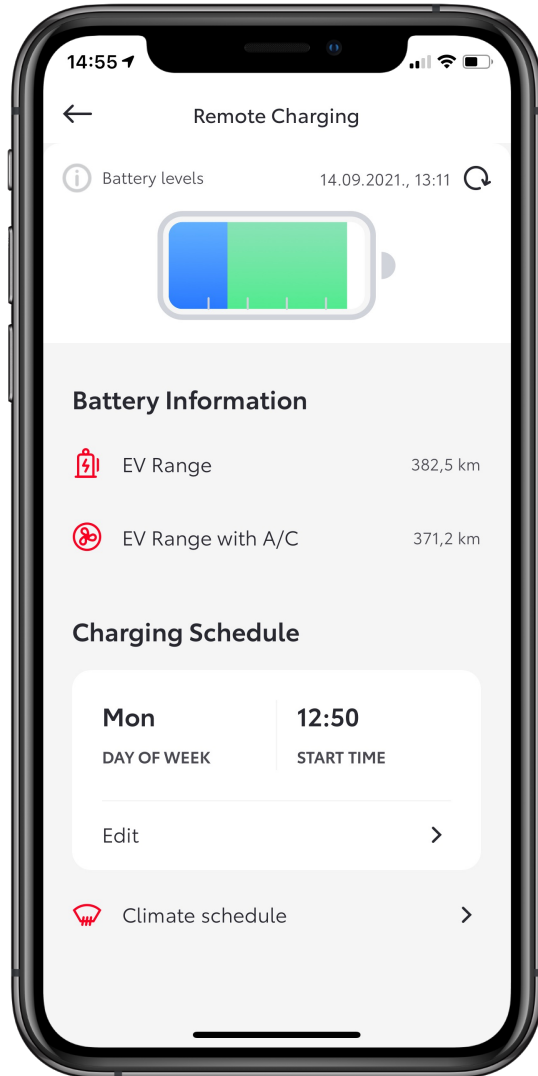 14:55
Remote Charging
Battery levels 14.09.2021., 13:11
Battery Information
EV Range 382,5 km
EV Range with A/C 371,2 km
Charging Schedule
Mon 12:50
DAY OF WEEK START TIME
Edit
Climate schedule